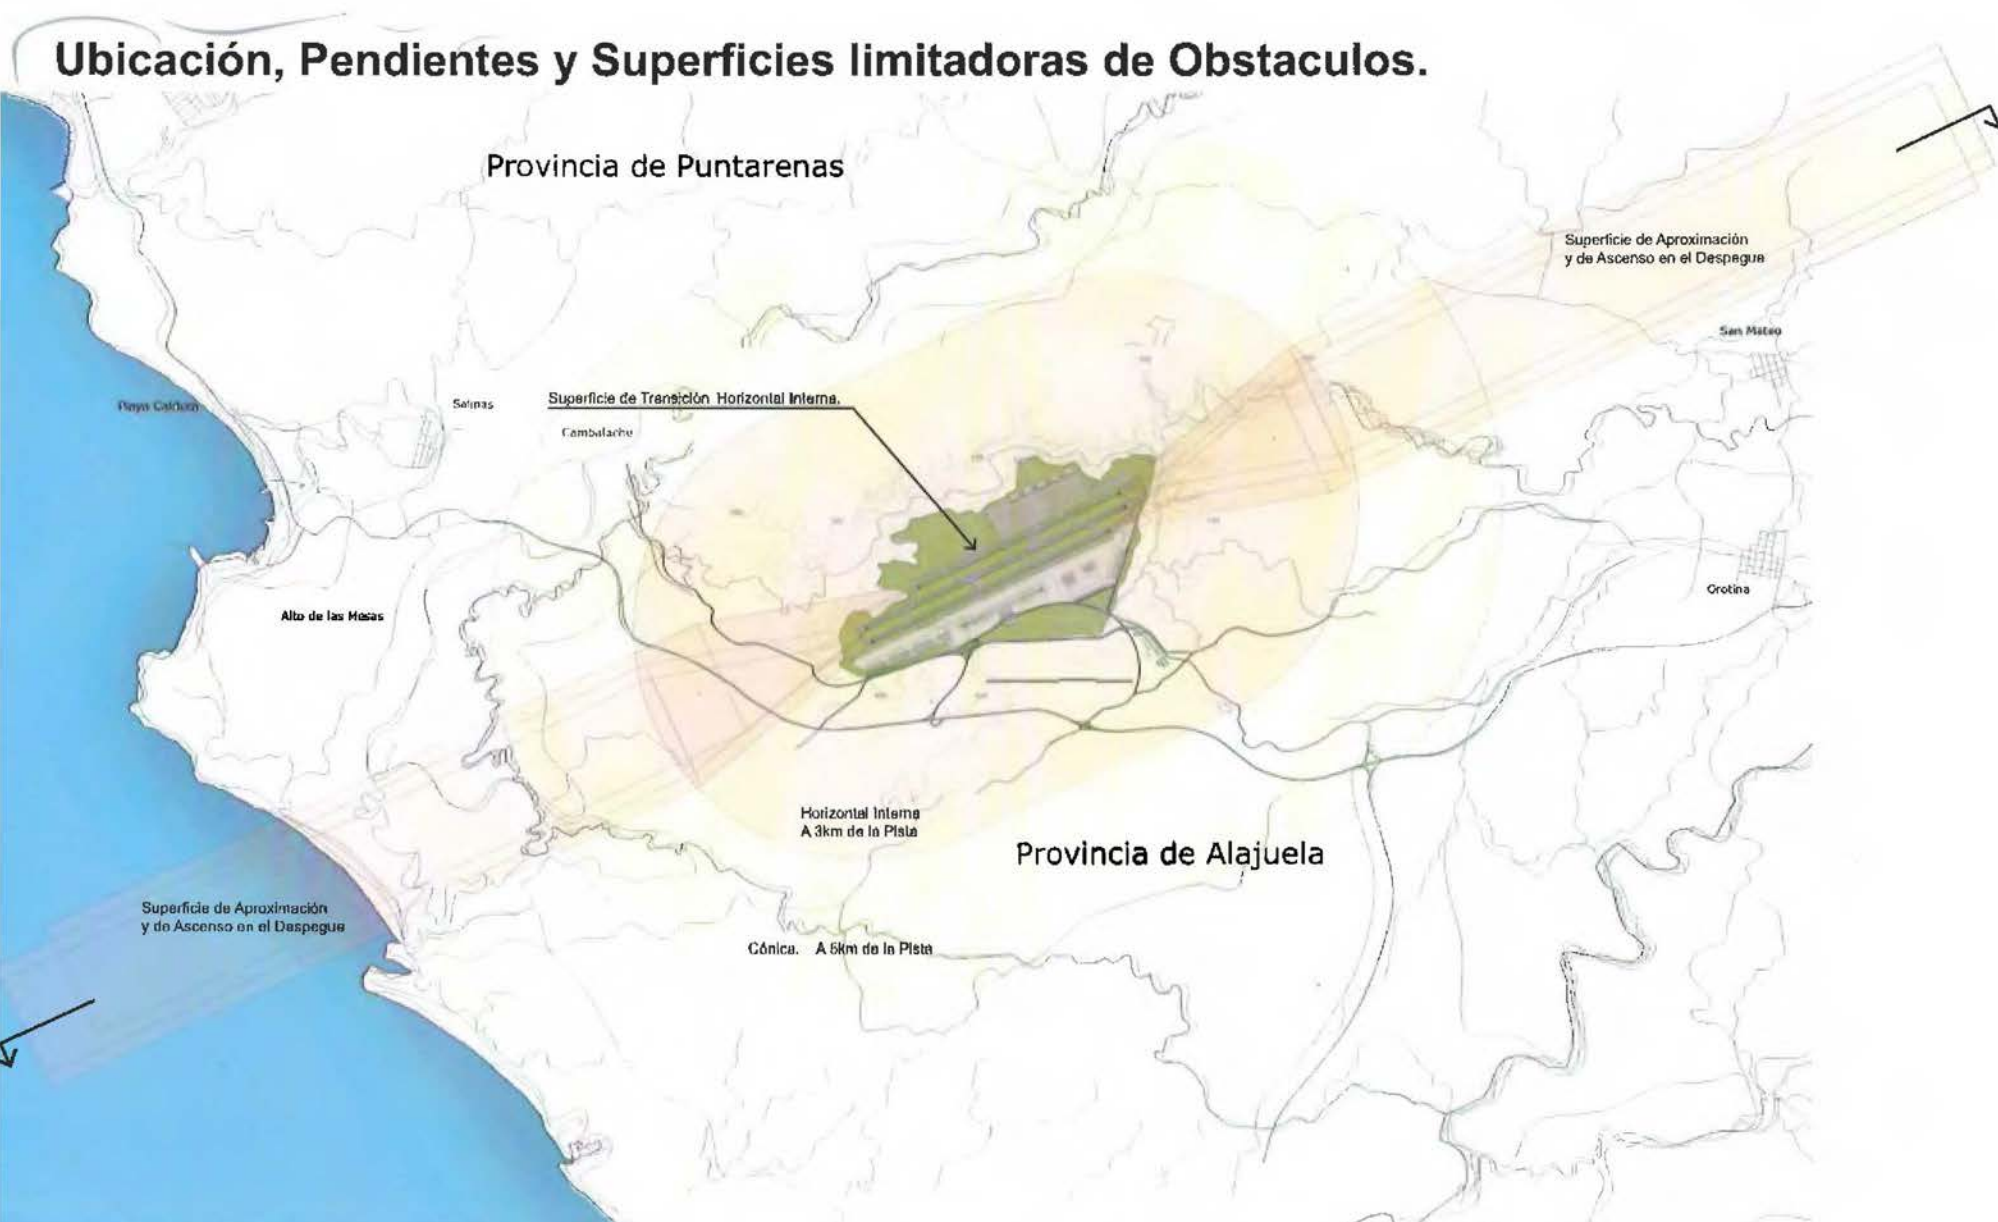 Ubicación, Pendientes y Superficies limitadoras de Obstaculos.
Provincia de Puntarenas
Superficie de Aproximación
y de Ascenso en el Despegue
San Mateo
Playa Caldera
Salinas
Superficie de Transición Horizontal Interna.
Cambalache
Alto de las Mesas
Orotina
Horizontal Interna
A 3km de la Pista
Provincia de Alajuela
Superficie de Aproximación
y de Ascenso en el Despegue
Cónica. A 5km de la Pista